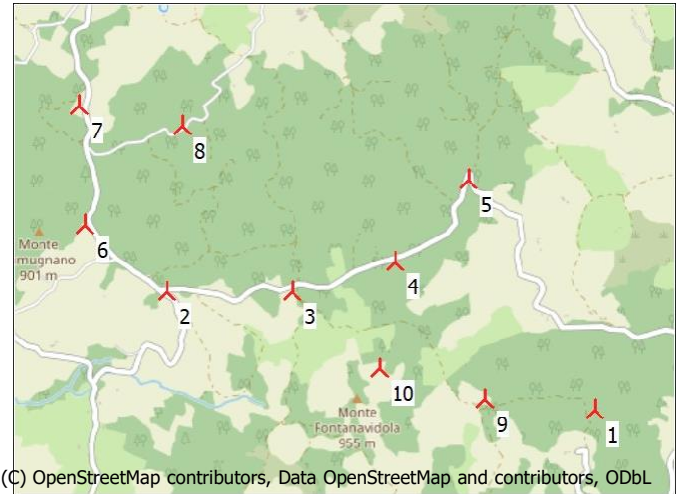 7
8
5
6
Monte
mugnano
901 m
4
2
3
10
Monte
Fontanavidola
955 m
9
1
(C) OpenStreetMap contributors, Data OpenStreetMap and contributors, ODbL